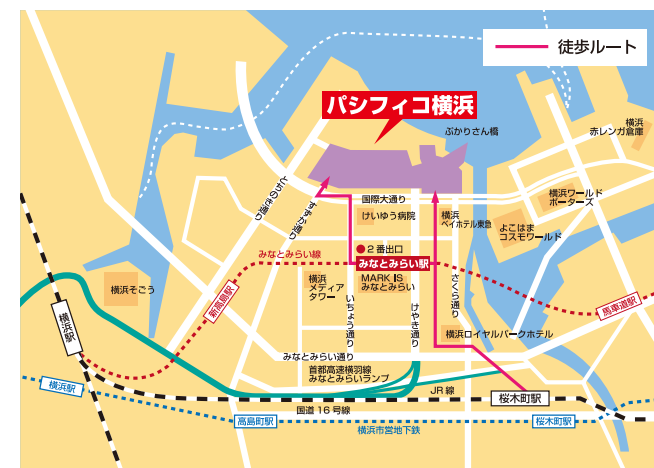 徒歩ルート
パシフィコ横浜
ぷかりさん橋
横浜
赤レンガ倉庫
とちのき通り
すずかけ通り
国際大通り
けいゆう病院
横浜
ベイホテル東急
横浜ワールド
ポーターズ
よこはま
コスモワールド
2番出口
みなとみらい線
みなとみらい駅
横浜
メディア
タワー
MARK IS
みなとみらい
さくら通り
いちょう通り
けやき通り
横浜そごう
新高島駅
馬車道駅
横浜駅
横浜ロイヤルパークホテル
みなとみらい通り
首都高速横羽線
みなとみらいランプ
JR線
桜木町駅
横浜駅
国道16号線
高島町駅
横浜市営地下鉄
桜木町駅